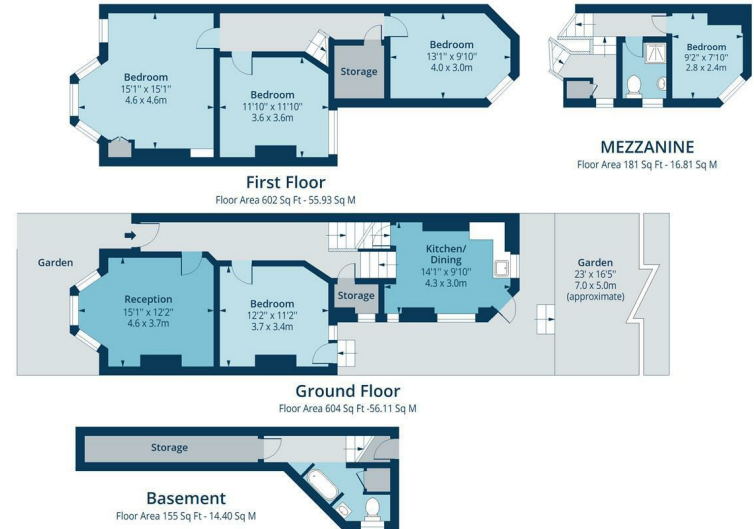 Bedroom
15'1" x 15'1"
4.6 x 4.6m
Bedroom
11'10" x 11'10"
3.6 x 3.6m
Storage
Bedroom
13'1" x 9'10"
4.0 x 3.0m
First Floor
Floor Area 602 Sq Ft - 55.93 Sq M
Bedroom
9'2" x 7'10"
2.8 x 2.4m
MEZZANINE
Floor Area 181 Sq Ft - 16.81 Sq M
Garden
Reception
15'1" x 12'2"
4.6 x 3.7m
Bedroom
12'2" x 11'2"
3.7 x 3.4m
Storage
Kitchen/
Dining
14'1" x 9'10"
4.3 x 3.0m
Garden
23' x 16'5"
7.0 x 5.0m
(approximate)
Ground Floor
Floor Area 604 Sq Ft -56.11 Sq M
Storage
Basement
Floor Area 155 Sq Ft - 14.40 Sq M